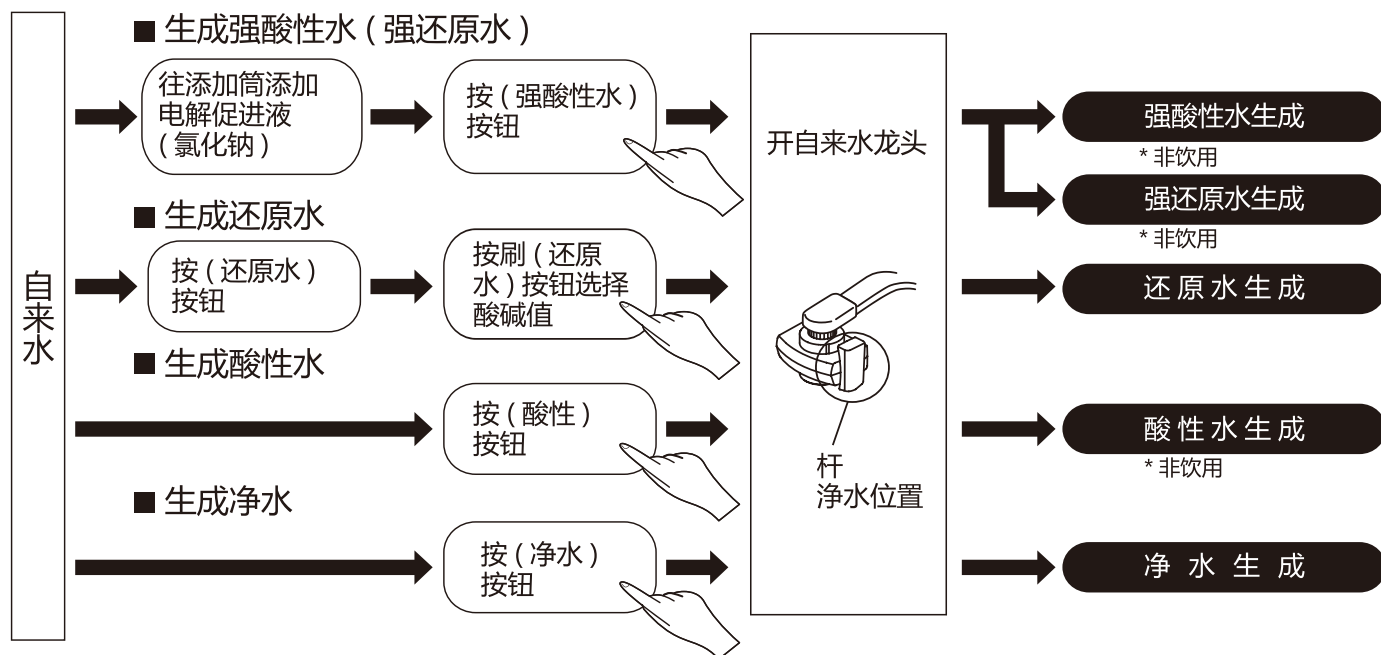 自来水
■ 生成强酸性水（强还原水）
往添加筒添加
电解促进液
（氯化钠）
按（强酸性水）
按钮
开自来水龙头
强酸性水生成
* 非饮用
强还原水生成
* 非饮用
■ 生成还原水
按（还原水）
按钮
按刷（还原
水）按钮选择
酸碱值
还原水生成
■ 生成酸性水
按（酸性）
按钮
杆
浄水位置
酸性水生成
* 非饮用
■ 生成净水
按（净水）
按钮
净水生成